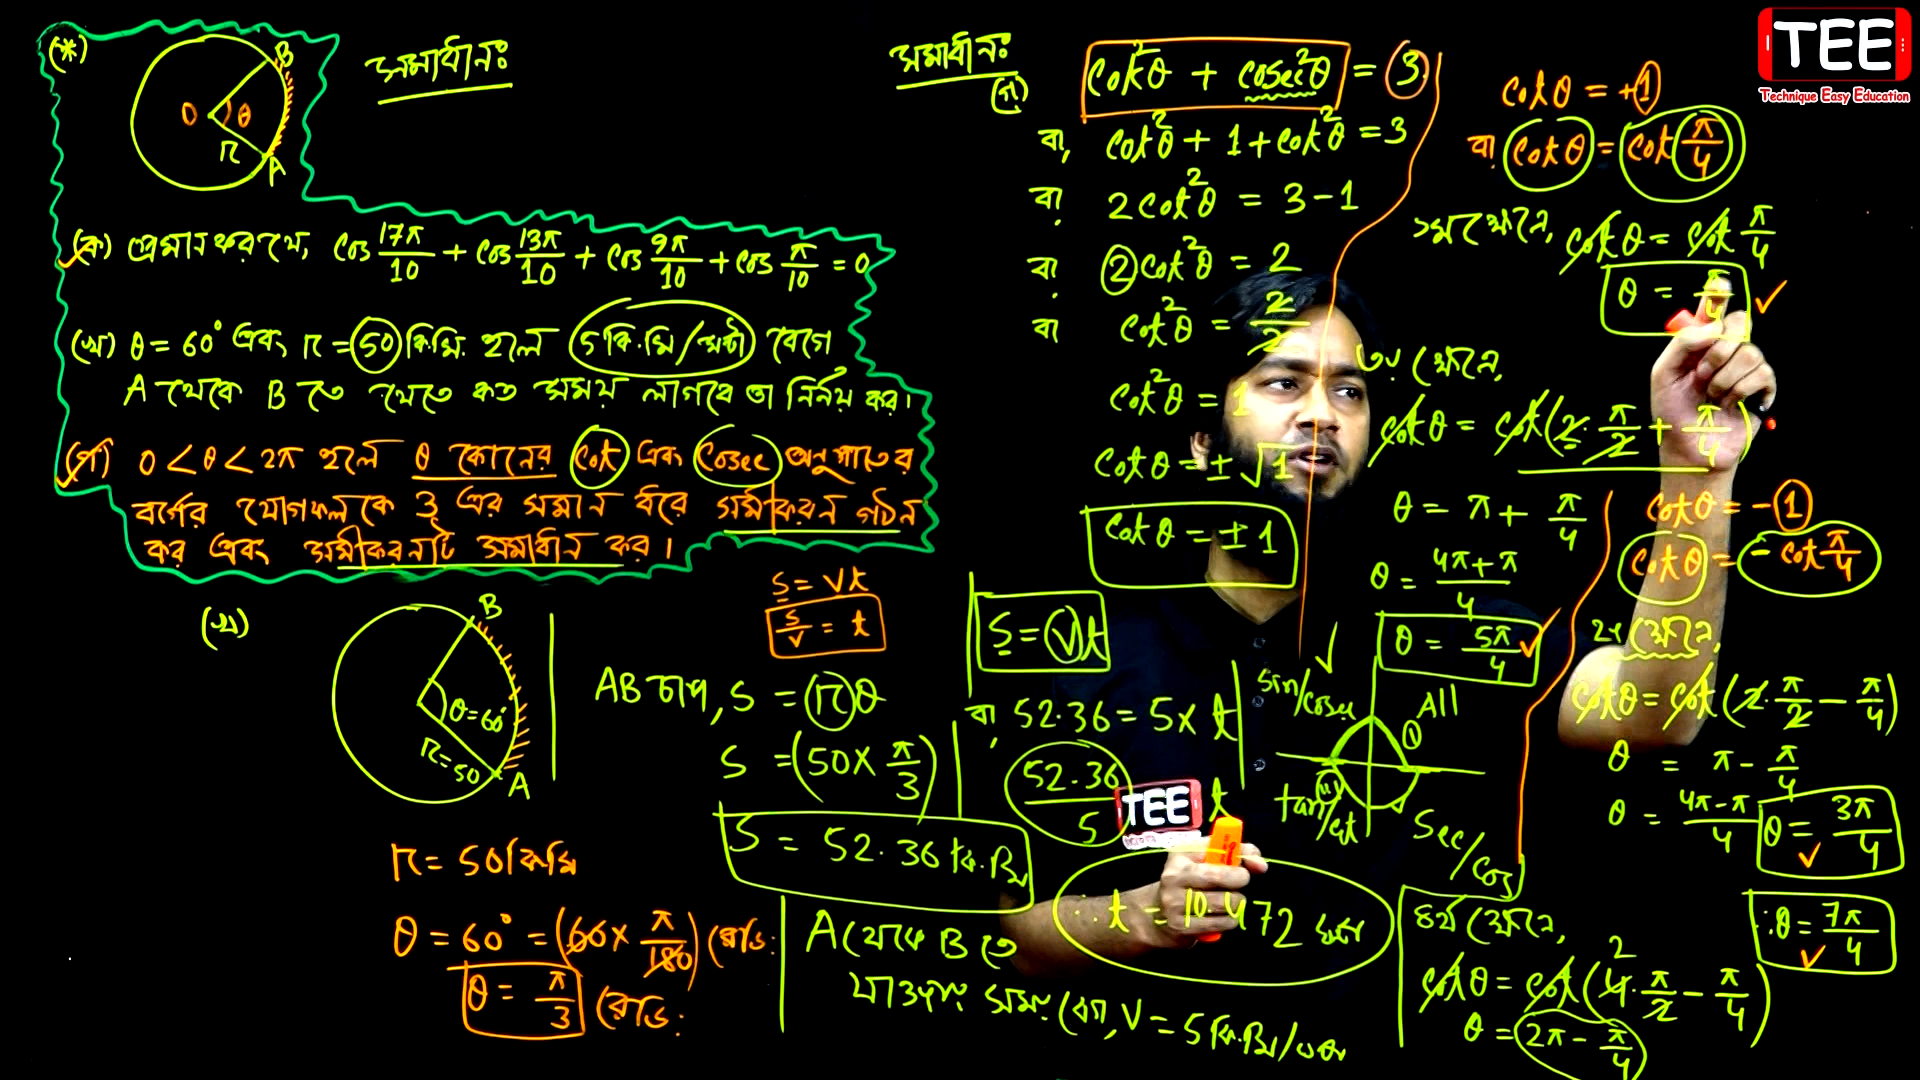 (*)
B
O θ
r
A
সমাধানঃ
(ক) প্রমাণ কর যে, cos 17π/10 + cos 13π/10 + cos 9π/10 + cos π/10 = 0
(খ) θ = 60° এবং r = 50 কি.মি. হলে 5 কি.মি/ঘন্টা বেগে
A থেকে B তে যেতে কত সময় লাগবে তা নির্ণয় কর।
(গ) 0 < θ < 2π হলে θ কোনের cot এবং cosec অনুপাতের
বর্গের যোগফলকে 3 এর সমান ধরে সমীকরন গঠন
কর এবং সমীকরনটি সমাধান কর।
(খ)
B
θ=60°
r=50
A
r = 50 কিমি
θ = 60° = (60 × π/180) রেডি:
θ = π/3 রেডি:
S = Vt
S/V = t
AB চাপ, S = rθ
S = (50 × π/3)
S = 52.36 কি.মি
A থেকে B তে
V = 5 কি.মি/ঘন্টা
S = Vt
বা, 52.36 = 5 × t
52.36/5 t
∴ t = 10.472 ঘন্টা
সমাধানঃ
(গ)
cot²θ + cosec²θ = 3
বা, cot²θ + 1 + cot²θ = 3
বা, 2cot²θ = 3 - 1
বা, 2cot²θ = 2
বা cot²θ = 2/2
cot²θ = 1
cotθ = ±√1
cotθ = ±1
sin/cosec
All
tan/cot
Sec/Cos
cotθ = +1
বা, cotθ = cot π/4
১ম ক্ষেত্রে, cotθ = cot π/4
θ = π/4
৩য় ক্ষেত্রে,
cotθ = cot(2·π/2 + π/4)
θ = π + π/4
θ = 4π+π/4
θ = 5π/4
cotθ = -1
cotθ = -cot π/4
২য় ক্ষেত্রে,
cotθ = cot(2·π/2 - π/4)
θ = π - π/4
θ = 4π-π/4
θ = 3π/4
৪র্থ ক্ষেত্রে,
cotθ = cot(4·π/2 - π/4)
θ = 2π - π/4
∴ θ = 7π/4
TEE
Technique Easy Education
TEE